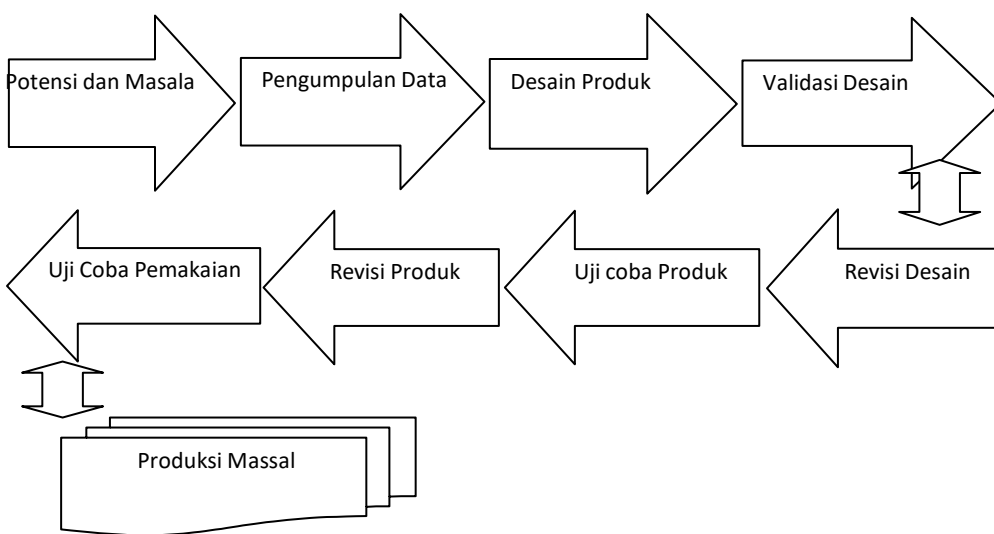 Potensi dan Masala
Pengumpulan Data
Desain Produk
Validasi Desain
Revisi Desain
Uji coba Produk
Revisi Produk
Uji Coba Pemakaian
Produksi Massal